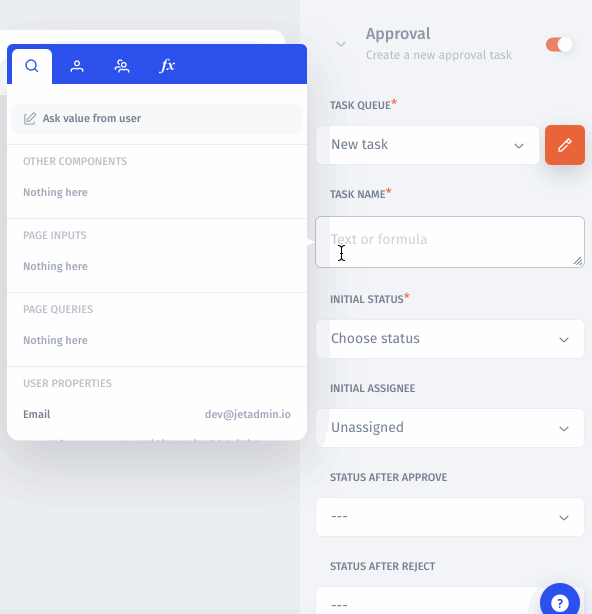 fx
Ask value from user
OTHER COMPONENTS
Nothing here
PAGE INPUTS
Nothing here
PAGE QUERIES
Nothing here
USER PROPERTIES
Email dev@jetadmin.io
Approval
Create a new approval task
TASK QUEUE*
New task
TASK NAME*
Text or formula
INITIAL STATUS*
Choose status
INITIAL ASSIGNEE
Unassigned
STATUS AFTER APPROVE
---
STATUS AFTER REJECT
---
?